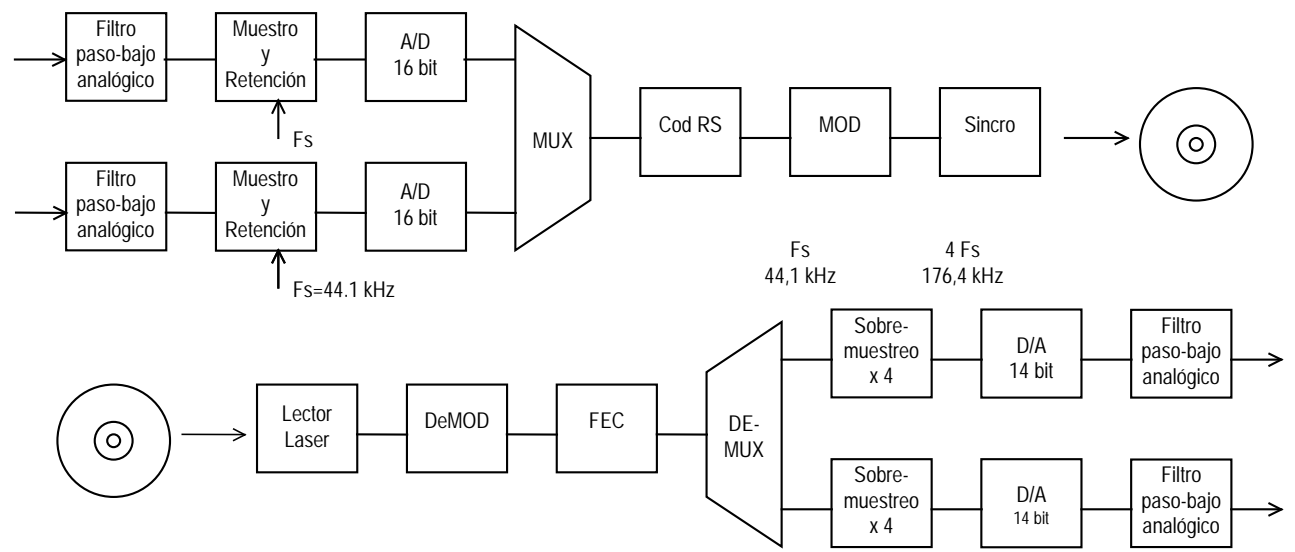 Filtro
paso-bajo
analógico
Muestro
y
Retención
A/D
16 bit
Fs
MUX
Cod RS
MOD
Sincro
Filtro
paso-bajo
analógico
Muestro
y
Retención
A/D
16 bit
Fs=44.1 kHz
Fs
44,1 kHz
4 Fs
176,4 kHz
Lector
Laser
DeMOD
FEC
DE-
MUX
Sobre-
muestreo
x 4
D/A
14 bit
Filtro
paso-bajo
analógico
Sobre-
muestreo
x 4
D/A
14 bit
Filtro
paso-bajo
analógico